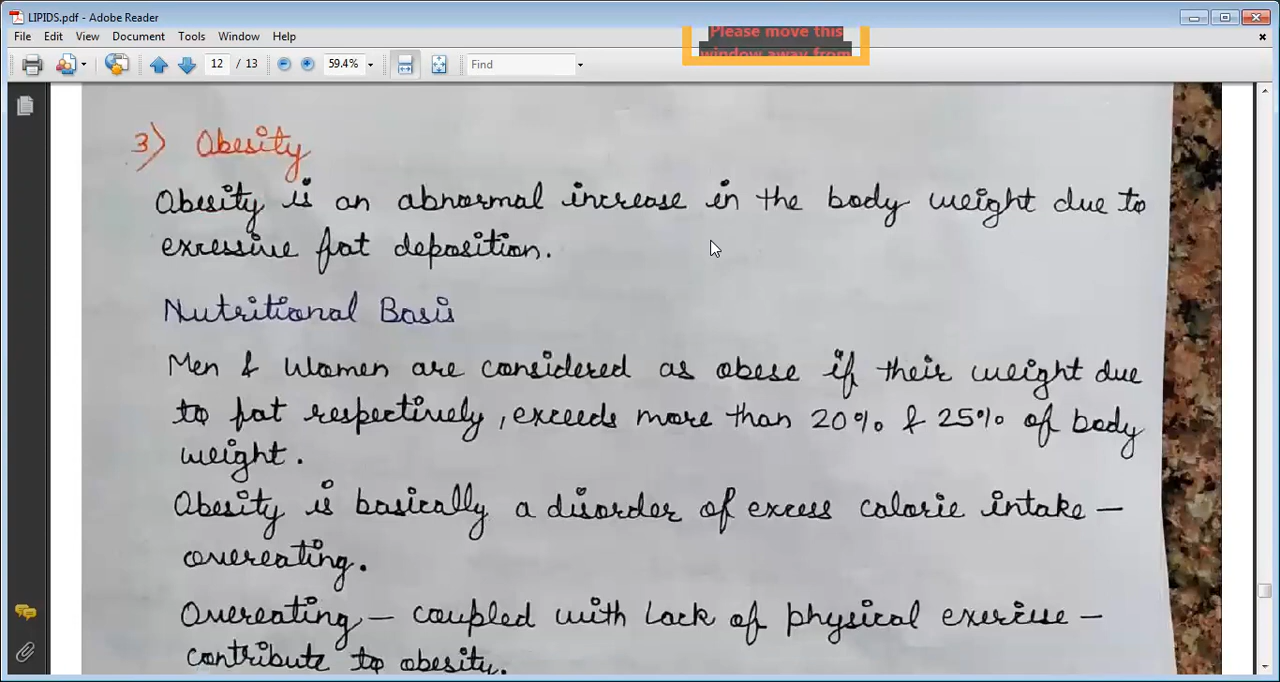 LIPIDS.pdf - Adobe Reader
File Edit View Document Tools Window Help
Please move this
window away from
12 / 13 59.4% Find
3) Obesity
Obesity is an abnormal increase in the body weight due to
excessive fat deposition.
Nutritional Basis
Men & Women are considered as obese if their weight due
to fat respectively, exceeds more than 20% & 25% of body
weight.
Obesity is basically a disorder of excess calorie intake —
overeating.
Overeating — coupled with lack of physical exercise —
contribute to obesity.